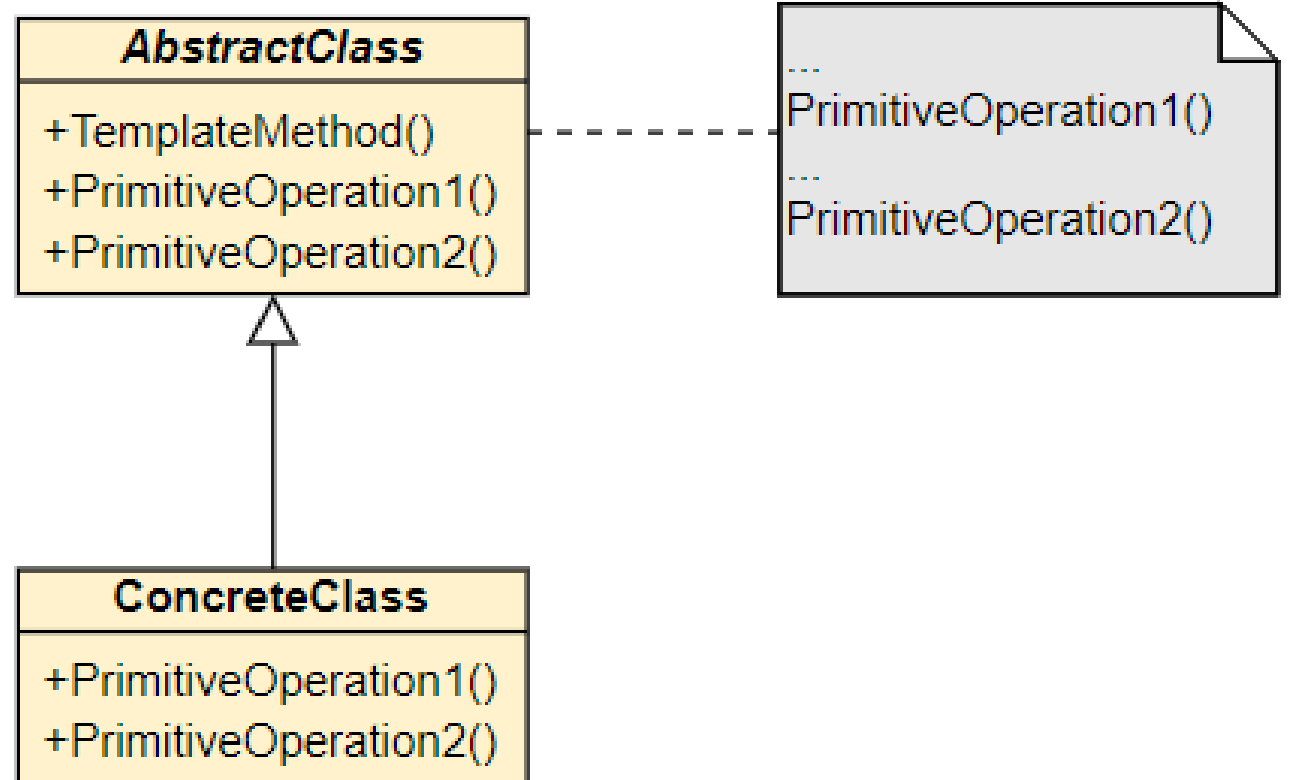 AbstractClass
+TemplateMethod()
+PrimitiveOperation1()
+PrimitiveOperation2()
...
PrimitiveOperation1()
...
PrimitiveOperation2()
ConcreteClass
+PrimitiveOperation1()
+PrimitiveOperation2()